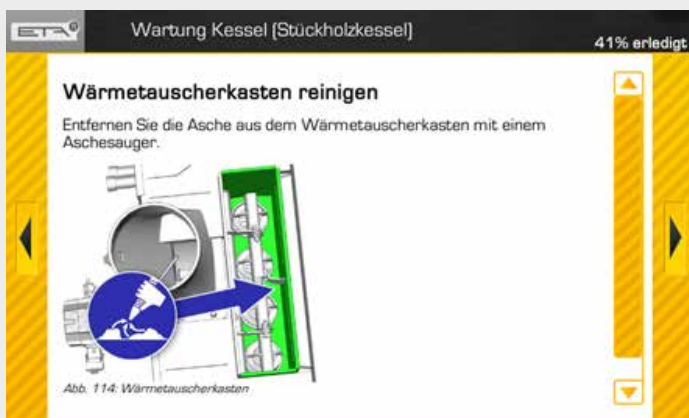 ETA
Wartung Kessel (Stückholzkessel)
41% erledigt
Wärmetauscherkasten reinigen
Entfernen Sie die Asche aus dem Wärmetauscherkasten mit einem
Aschesauger.
Abb. 114: Wärmetauscherkasten